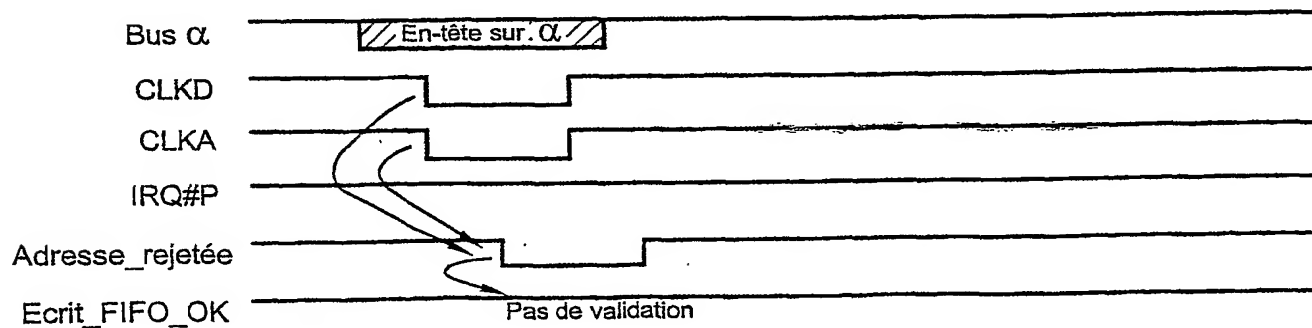 Bus α
En-tête sur α
CLKD
CLKA
IRQ#P
Adresse_rejetée
Ecrit_FIFO_OK
Pas de validation